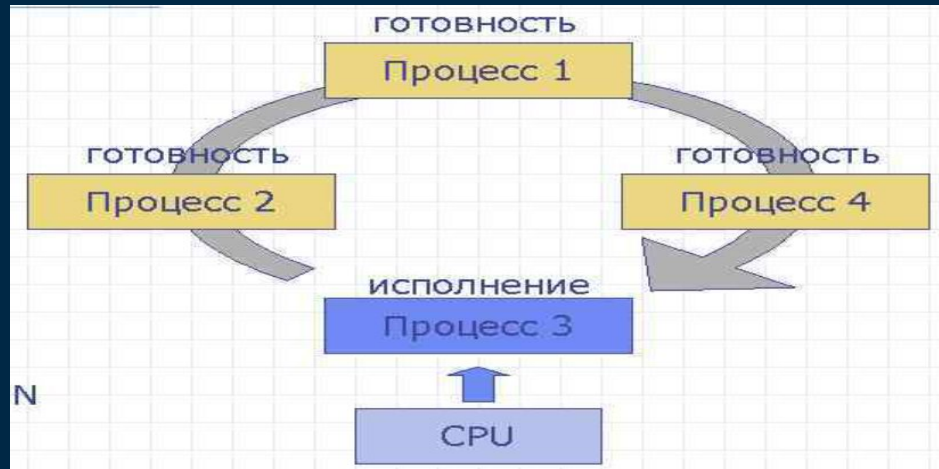 готовность
Процесс 1
готовность
готовность
Процесс 2
Процесс 4
исполнение
Процесс 3
N
CPU